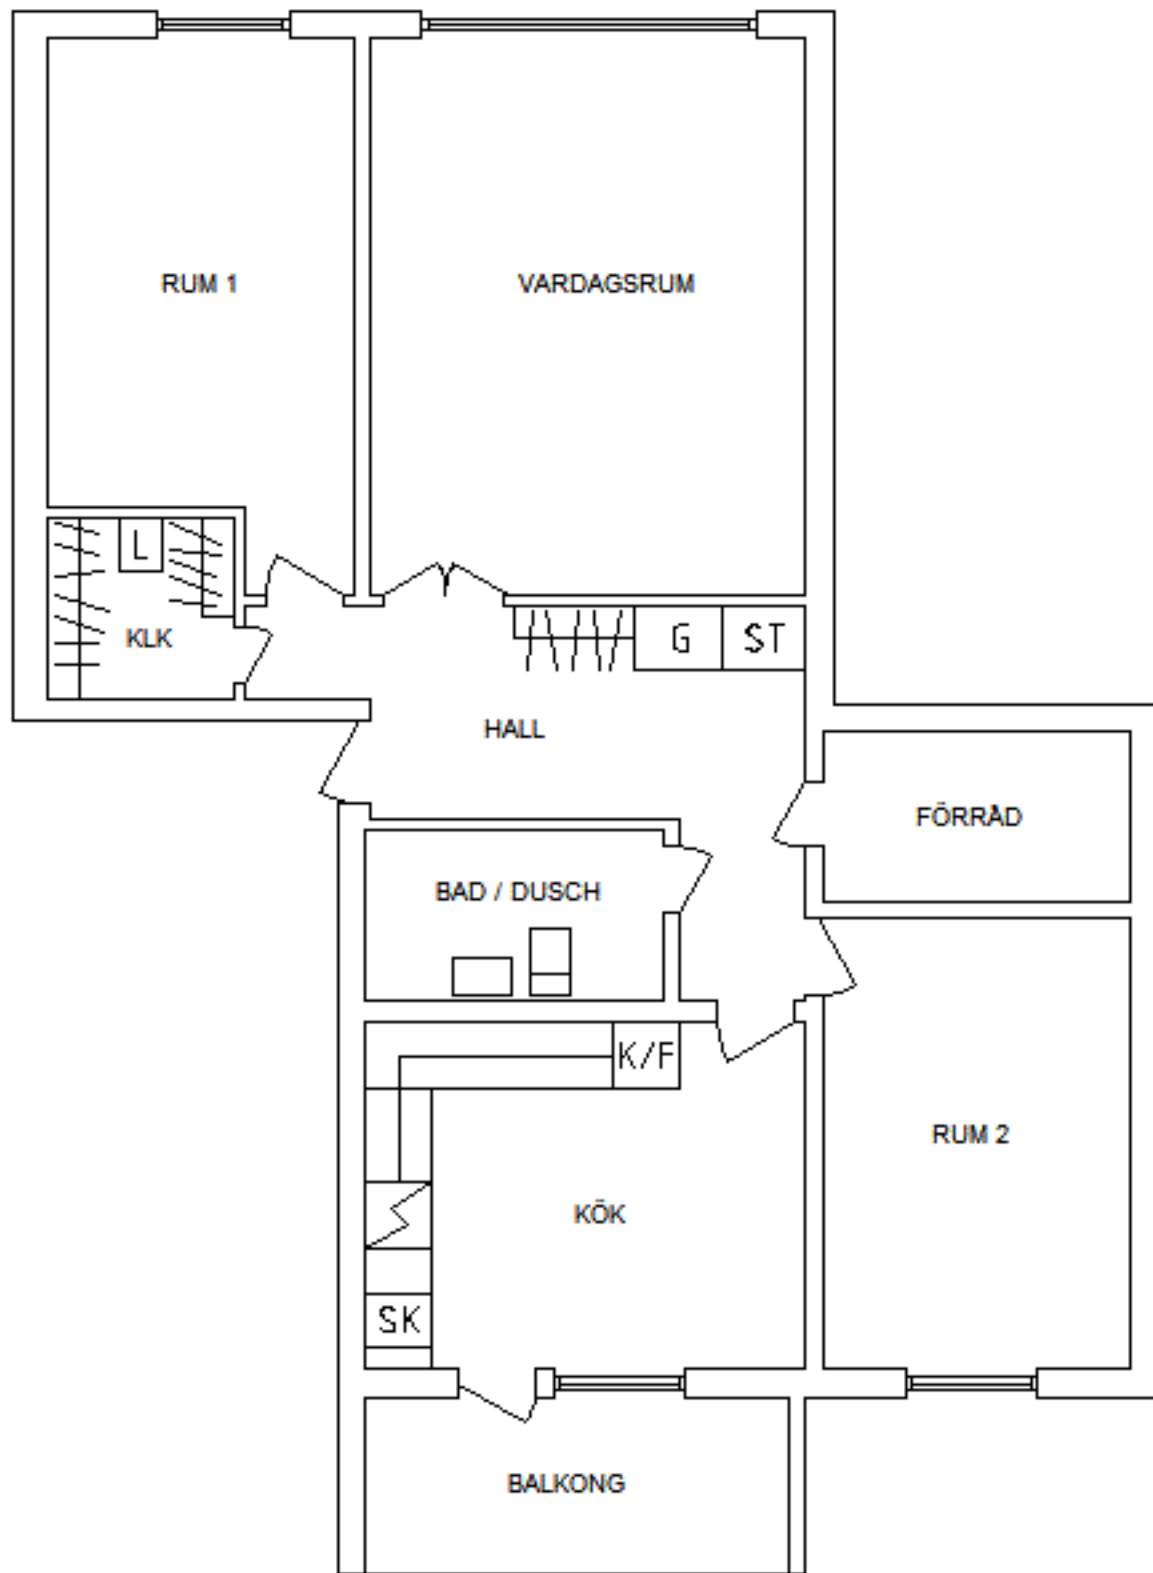 RUM 1
VARDAGSRUM
L
KLK
G
ST
HALL
FÖRRÅD
BAD / DUSCH
K/F
RUM 2
KÖK
SK
BALKONG